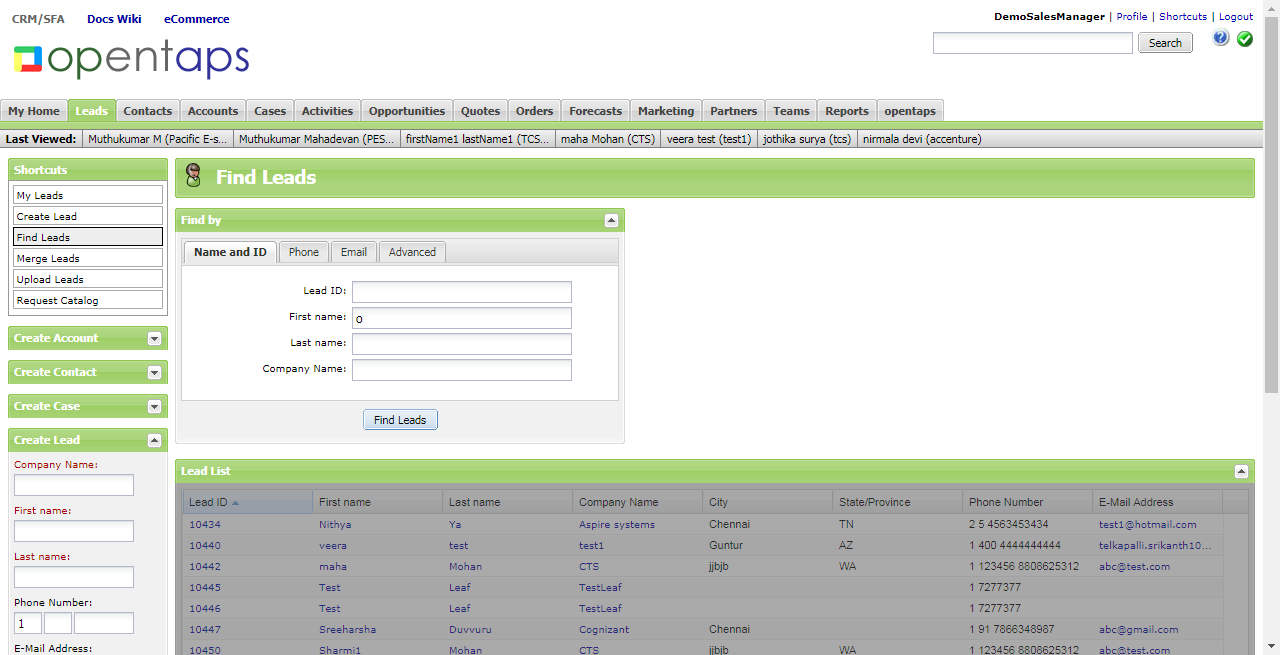 CRM/SFA Docs Wiki eCommerce
DemoSalesManager | Profile | Shortcuts | Logout
opentaps
Search
My Home Leads Contacts Accounts Cases Activities Opportunities Quotes Orders Forecasts Marketing Partners Teams Reports opentaps
Last Viewed: Muthukumar M (Pacific E-s... Muthukumar Mahadevan (PES... firstName1 lastName1 (TCS... maha Mohan (CTS) veera test (test1) jothika surya (tcs) nirmala devi (accenture)
Shortcuts
My Leads
Create Lead
Find Leads
Merge Leads
Upload Leads
Request Catalog
Create Account
Create Contact
Create Case
Create Lead
Company Name:
First name:
Last name:
Phone Number:
1
E-Mail Address:
Find Leads
Find by
Name and ID Phone Email Advanced
Lead ID:
First name: o
Last name:
Company Name:
Find Leads
Lead List
Lead ID First name Last name Company Name City State/Province Phone Number E-Mail Address
10434 Nithya Ya Aspire systems Chennai TN 2 5 4563453434 test1@hotmail.com
10440 veera test test1 Guntur AZ 1 400 4444444444 telkapalli.srikanth10...
10442 maha Mohan CTS jjbjb WA 1 123456 8808625312 abc@test.com
10445 Test Leaf TestLeaf 1 7277377
10446 Test Leaf TestLeaf 1 7277377
10447 Sreeharsha Duvvuru Cognizant Chennai 1 91 7866348987 abc@gmail.com
10450 Sharmi1 Mohan CTS jjbjb WA 1 123456 8808625312 abc@test.com